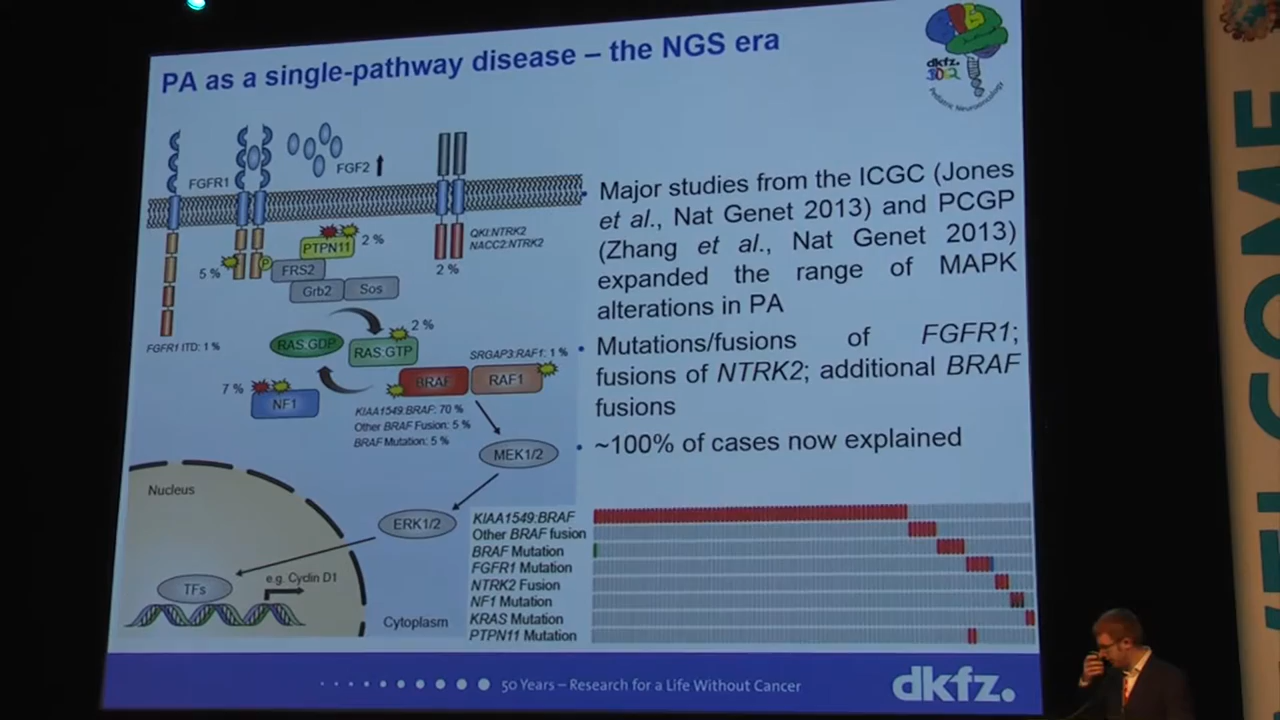 PA as a single-pathway disease – the NGS era
dkfz.
Pediatric Neurooncology
FGFR1
FGF2
• Major studies from the ICGC (Jones
et al., Nat Genet 2013) and PCGP
(Zhang et al., Nat Genet 2013)
expanded the range of MAPK
alterations in PA
• Mutations/fusions of FGFR1;
fusions of NTRK2; additional BRAF
fusions
• ~100% of cases now explained
PTPN11
2 %
QKI:NTRK2
NACC2:NTRK2
2 %
5 %
P
FRS2
Grb2
Sos
FGFR1 ITD: 1 %
RAS:GDP
RAS:GTP
2 %
SRGAP3:RAF1: 1 %
BRAF
RAF1
7 %
NF1
KIAA1549:BRAF: 70 %
Other BRAF Fusion: 5 %
BRAF Mutation: 5 %
MEK1/2
ERK1/2
Nucleus
TFs
e.g. Cyclin D1
Cytoplasm
KIAA1549:BRAF
Other BRAF fusion
BRAF Mutation
FGFR1 Mutation
NTRK2 Fusion
NF1 Mutation
KRAS Mutation
PTPN11 Mutation
50 Years – Research for a Life Without Cancer
dkfz.